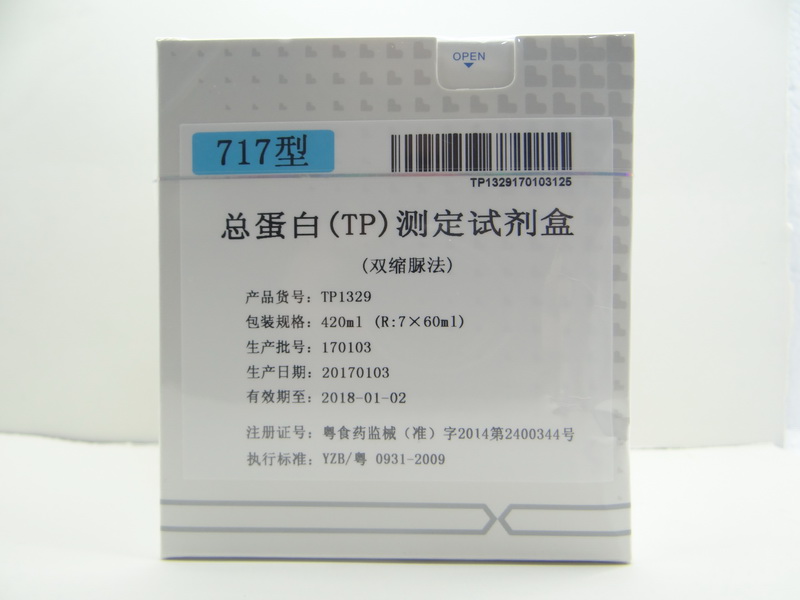 OPEN
717型
TP1329170103125
总蛋白(TP)测定试剂盒
(双缩脲法)
产品货号：TP1329
包装规格：420ml (R:7×60ml)
生产批号：170103
生产日期：20170103
有效期至：2018-01-02
注册证号：粤食药监械（准）字2014第2400344号
执行标准：YZB/粤 0931-2009